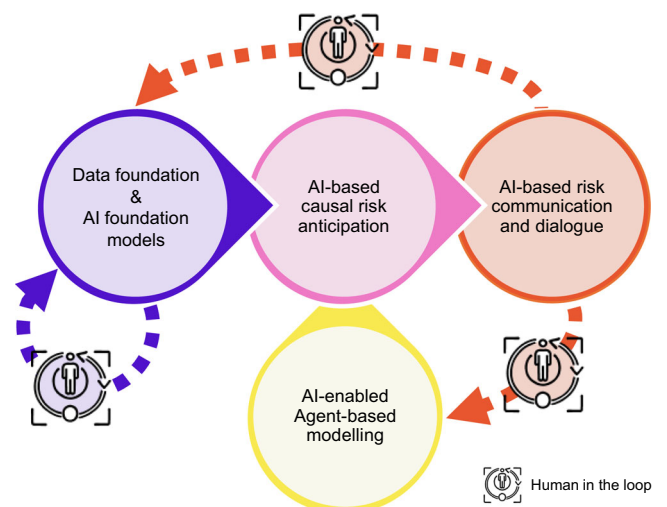 Data foundation
&
AI foundation
models
AI-based
causal risk
anticipation
AI-based risk
communication
and dialogue
AI-enabled
Agent-based
modelling
Human in the loop